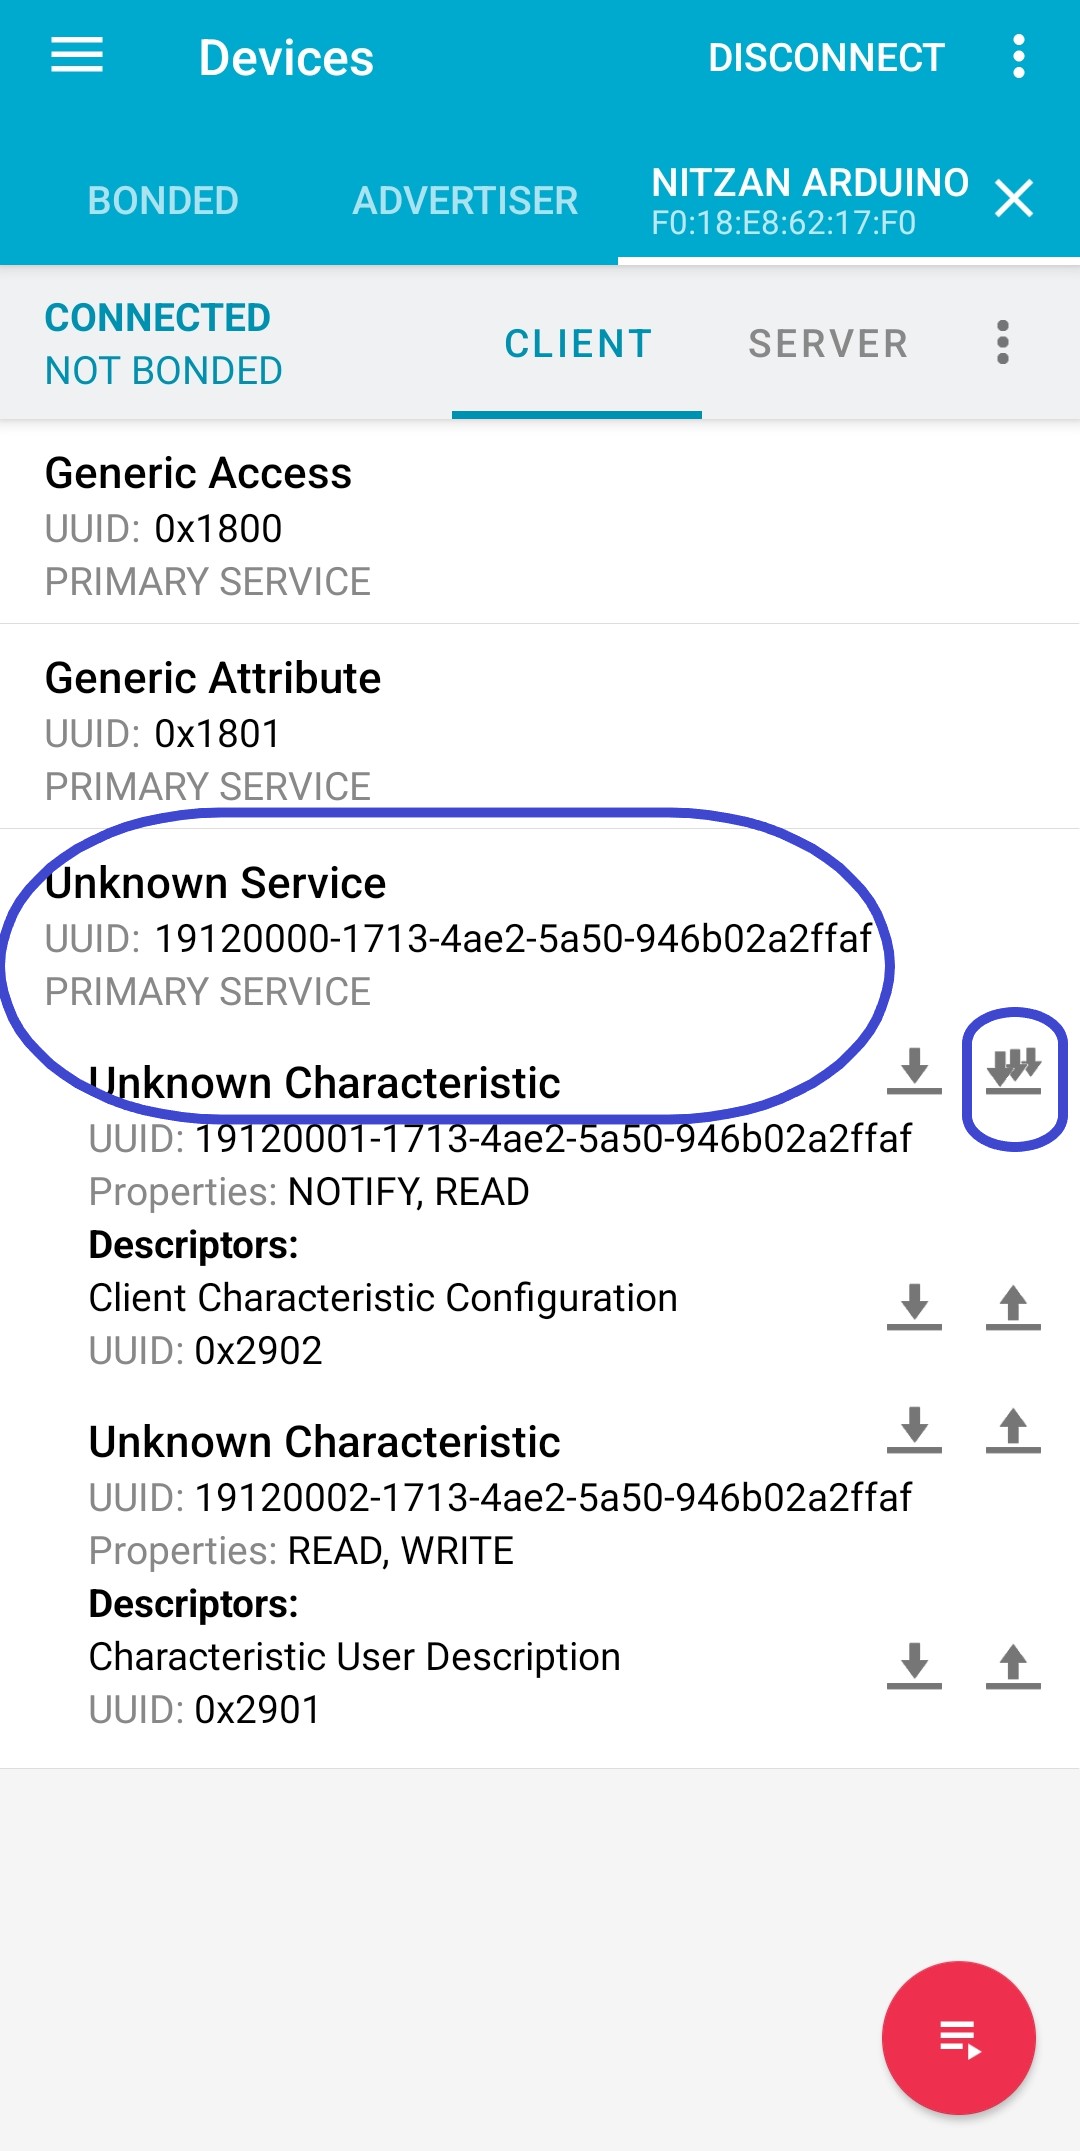 Devices
DISCONNECT
BONDED
ADVERTISER
NITZAN ARDUINO
F0:18:E8:62:17:F0
CONNECTED
NOT BONDED
CLIENT
SERVER
Generic Access
UUID: 0x1800
PRIMARY SERVICE
Generic Attribute
UUID: 0x1801
PRIMARY SERVICE
Unknown Service
UUID: 19120000-1713-4ae2-5a50-946b02a2ffaf
PRIMARY SERVICE
Unknown Characteristic
UUID: 19120001-1713-4ae2-5a50-946b02a2ffaf
Properties: NOTIFY, READ
Descriptors:
Client Characteristic Configuration
UUID: 0x2902
Unknown Characteristic
UUID: 19120002-1713-4ae2-5a50-946b02a2ffaf
Properties: READ, WRITE
Descriptors:
Characteristic User Description
UUID: 0x2901